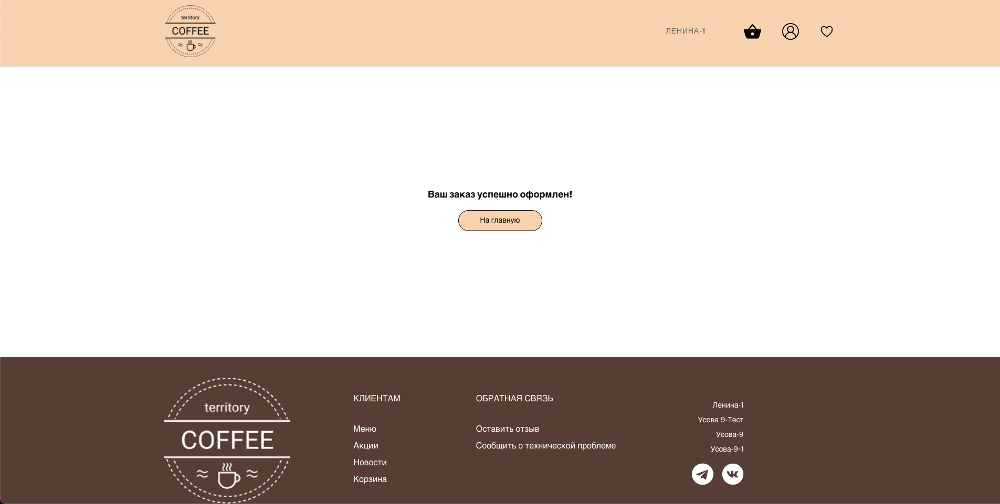 territory
COFFEE
ЛЕНИНА-1
Ваш заказ успешно оформлен!
На главную
territory
COFFEE
КЛИЕНТАМ
Меню
Акции
Новости
Корзина
ОБРАТНАЯ СВЯЗЬ
Оставить отзыв
Сообщить о технической проблеме
Ленина-1
Усова 9-Тест
Усова-9
Усова-9-1